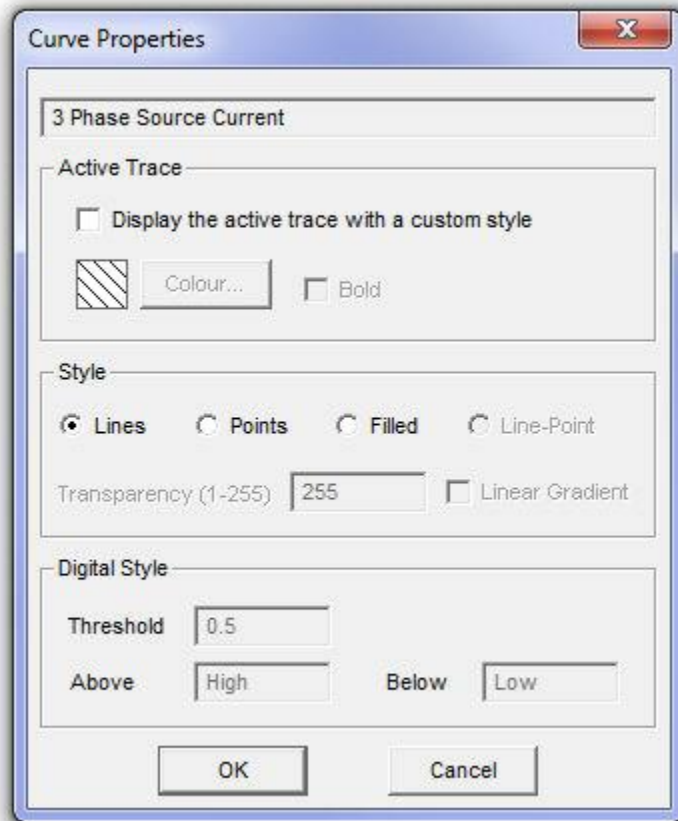 Curve Properties
3 Phase Source Current
Active Trace
Display the active trace with a custom style
Colour... Bold
Style
Lines Points Filled Line-Point
Transparency (1-255) 255 Linear Gradient
Digital Style
Threshold 0.5
Above High Below Low
OK Cancel